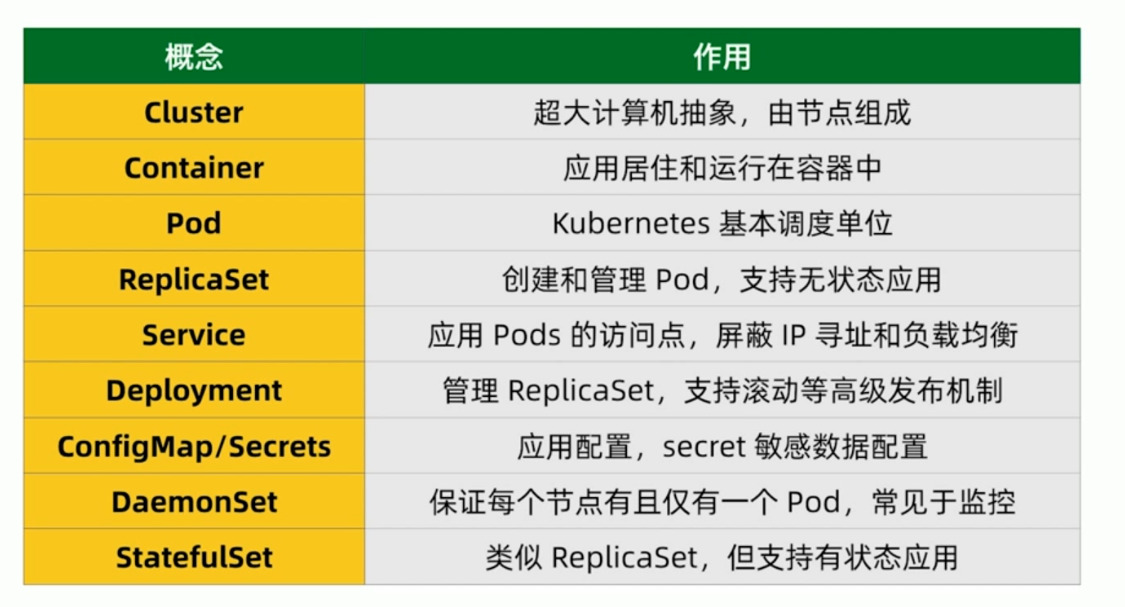 概念 作用
Cluster 超大计算机抽象，由节点组成
Container 应用居住和运行在容器中
Pod Kubernetes 基本调度单位
ReplicaSet 创建和管理 Pod，支持无状态应用
Service 应用 Pods 的访问点，屏蔽 IP 寻址和负载均衡
Deployment 管理 ReplicaSet，支持滚动等高级发布机制
ConfigMap/Secrets 应用配置，secret 敏感数据配置
DaemonSet 保证每个节点有且仅有一个 Pod，常见于监控
StatefulSet 类似 ReplicaSet，但支持有状态应用